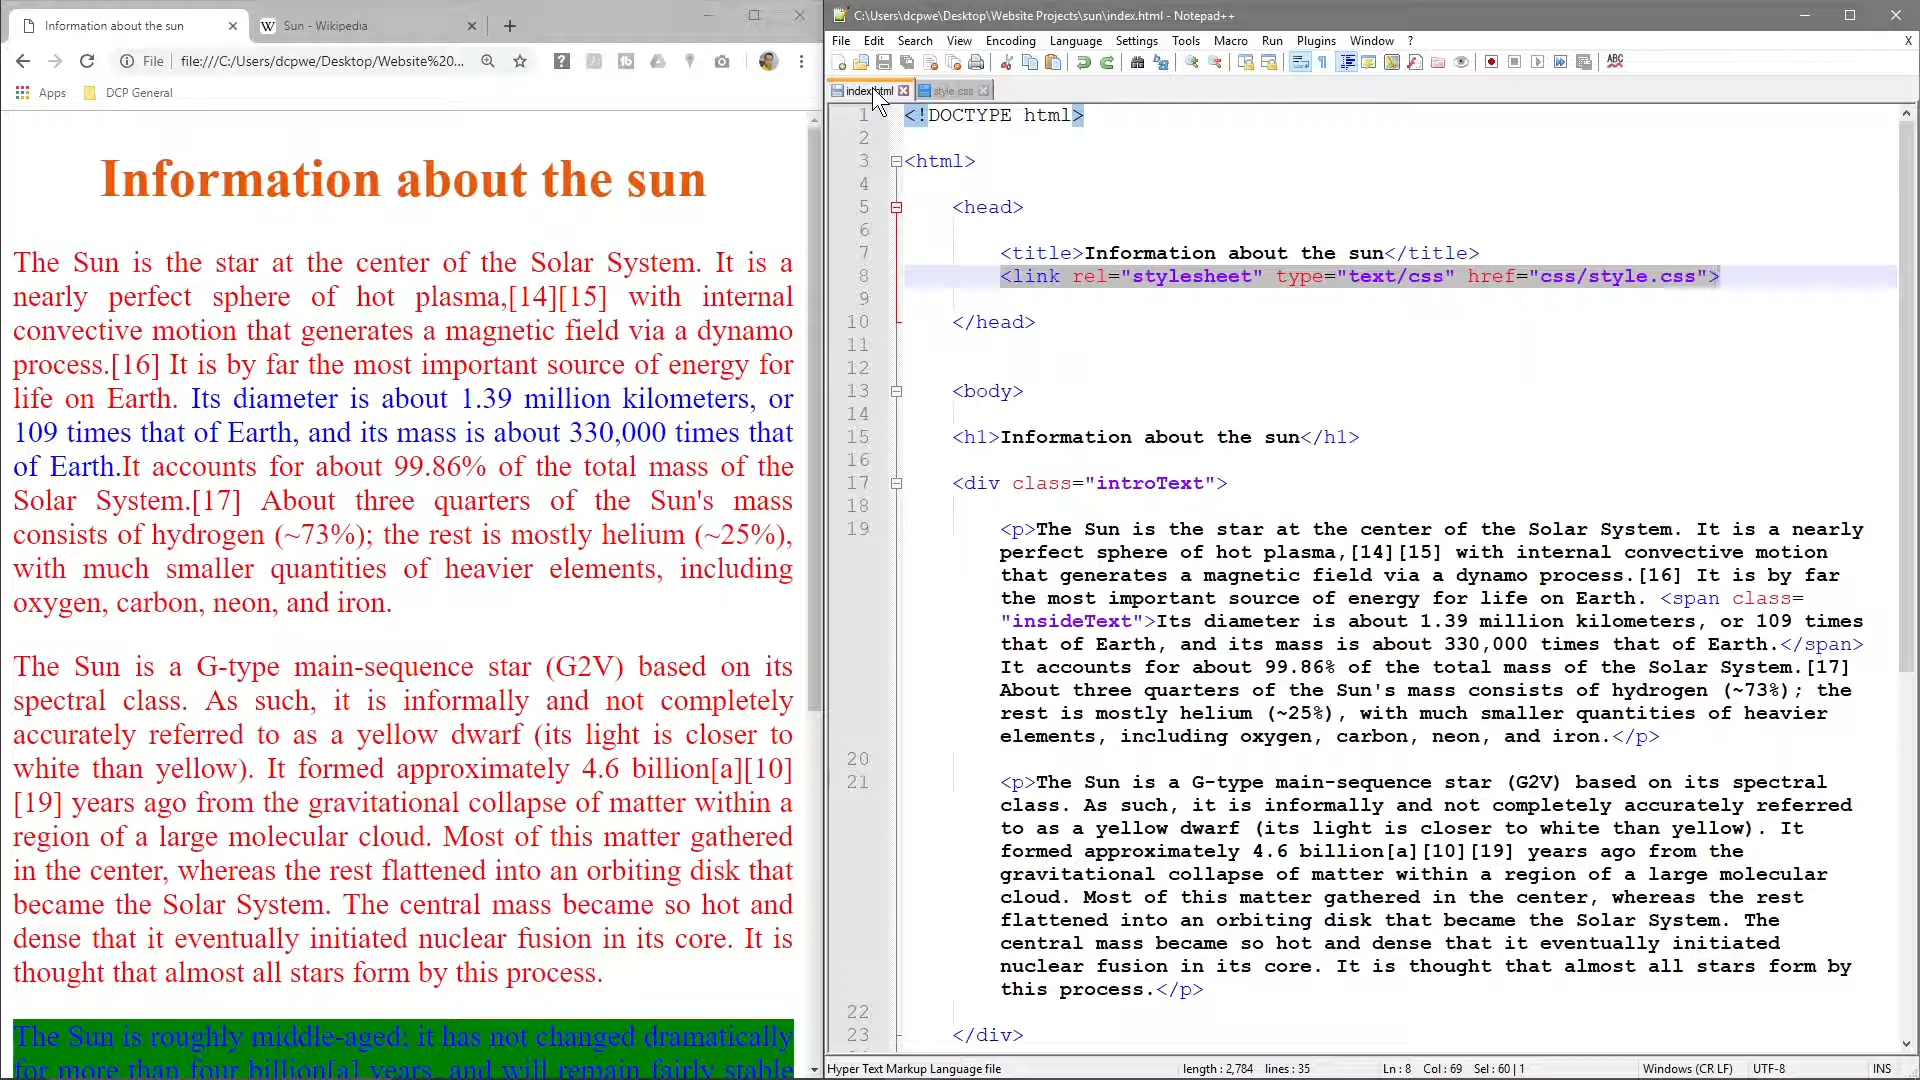 Information about the sun
Sun - Wikipedia
File
file:///C:/Users/dcpwe/Desktop/Website%20...
Apps
DCP General
Information about the sun
The Sun is the star at the center of the Solar System. It is a
nearly perfect sphere of hot plasma,[14][15] with internal
convective motion that generates a magnetic field via a dynamo
process.[16] It is by far the most important source of energy for
life on Earth. Its diameter is about 1.39 million kilometers, or
109 times that of Earth, and its mass is about 330,000 times that
of Earth.It accounts for about 99.86% of the total mass of the
Solar System.[17] About three quarters of the Sun's mass
consists of hydrogen (~73%); the rest is mostly helium (~25%),
with much smaller quantities of heavier elements, including
oxygen, carbon, neon, and iron.
The Sun is a G-type main-sequence star (G2V) based on its
spectral class. As such, it is informally and not completely
accurately referred to as a yellow dwarf (its light is closer to
white than yellow). It formed approximately 4.6 billion[a][10]
[19] years ago from the gravitational collapse of matter within a
region of a large molecular cloud. Most of this matter gathered
in the center, whereas the rest flattened into an orbiting disk that
became the Solar System. The central mass became so hot and
dense that it eventually initiated nuclear fusion in its core. It is
thought that almost all stars form by this process.
The Sun is roughly middle-aged; it has not changed dramatically
for more than four billion[a] years, and will remain fairly stable
C:\Users\dcpwe\Desktop\Website Projects\sun\index.html - Notepad++
File Edit Search View Encoding Language Settings Tools Macro Run Plugins Window ? X
ABC
index.html style.css
1 <!DOCTYPE html>
2
3 <html>
4
5 <head>
6
7 <title>Information about the sun</title>
8 <link rel="stylesheet" type="text/css" href="css/style.css">
9
10 </head>
11
12
13 <body>
14
15 <h1>Information about the sun</h1>
16
17 <div class="introText">
18
19 <p>The Sun is the star at the center of the Solar System. It is a nearly
perfect sphere of hot plasma,[14][15] with internal convective motion
that generates a magnetic field via a dynamo process.[16] It is by far
the most important source of energy for life on Earth. <span class=
"insideText">Its diameter is about 1.39 million kilometers, or 109 times
that of Earth, and its mass is about 330,000 times that of Earth.</span>
It accounts for about 99.86% of the total mass of the Solar System.[17]
About three quarters of the Sun's mass consists of hydrogen (~73%); the
rest is mostly helium (~25%), with much smaller quantities of heavier
elements, including oxygen, carbon, neon, and iron.</p>
20
21 <p>The Sun is a G-type main-sequence star (G2V) based on its spectral
class. As such, it is informally and not completely accurately referred
to as a yellow dwarf (its light is closer to white than yellow). It
formed approximately 4.6 billion[a][10][19] years ago from the
gravitational collapse of matter within a region of a large molecular
cloud. Most of this matter gathered in the center, whereas the rest
flattened into an orbiting disk that became the Solar System. The
central mass became so hot and dense that it eventually initiated
nuclear fusion in its core. It is thought that almost all stars form by
this process.</p>
22
23 </div>
Hyper Text Markup Language file length : 2,784 lines : 35 Ln : 8 Col : 69 Sel : 60 | 1 Windows (CR LF) UTF-8 INS